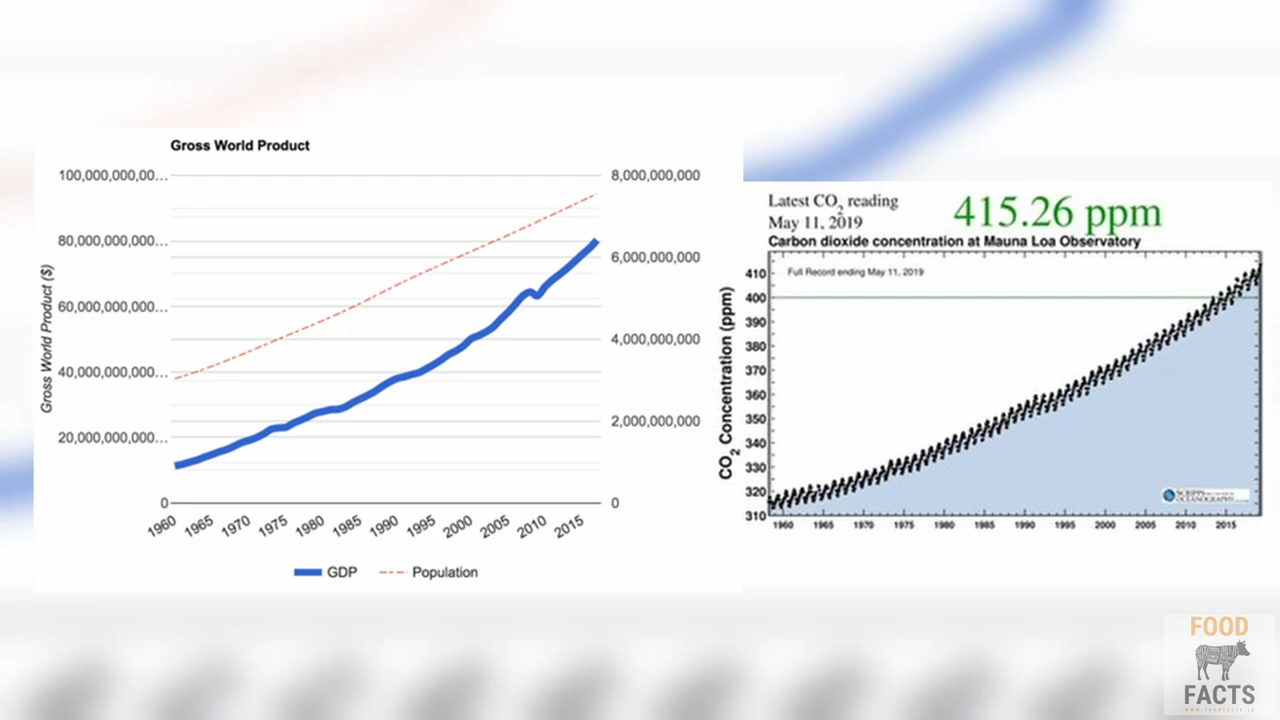 Gross World Product
100,000,000,00...
80,000,000,000...
60,000,000,000...
40,000,000,000...
20,000,000,000...
0
Gross World Product ($)
8,000,000,000
6,000,000,000
4,000,000,000
2,000,000,000
0
1960 1965 1970 1975 1980 1985 1990 1995 2000 2005 2010 2015
GDP Population
Latest CO2 reading
May 11, 2019
415.26 ppm
Carbon dioxide concentration at Mauna Loa Observatory
Full Record ending May 11, 2019
CO2 Concentration (ppm)
410
400
390
380
370
360
350
340
330
320
310
1960 1965 1970 1975 1980 1985 1990 1995 2000 2005 2010 2015
SCRIPPS
OCEANOGRAPHY
FOOD
FACTS